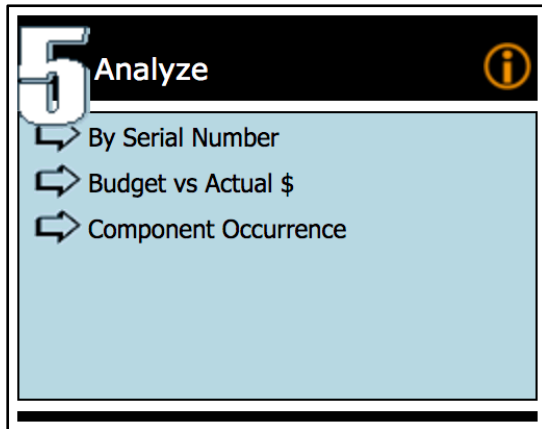 5 Analyze
By Serial Number
Budget vs Actual $
Component Occurrence